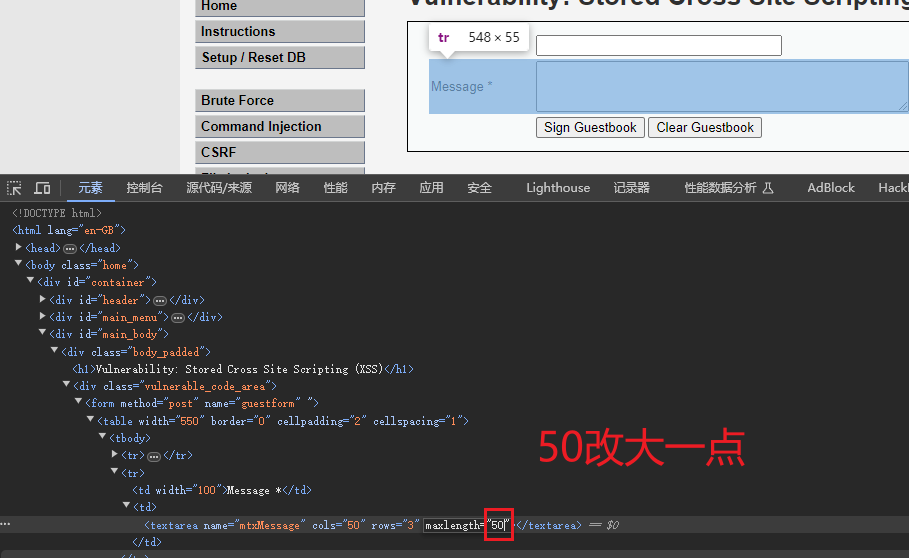 Home
Vulnerability: Stored Cross Site Scripting
Instructions
tr 548 × 55
Setup / Reset DB
Message *
Brute Force
Command Injection
Sign Guestbook Clear Guestbook
CSRF
元素 控制台 源代码/来源 网络 性能 内存 应用 安全 Lighthouse 记录器 性能数据分析 AdBlock
<!DOCTYPE html>
<html lang="en-GB">
<head> ••• </head>
<body class="home">
<div id="container">
<div id="header"> ••• </div>
<div id="main_menu"> ••• </div>
<div id="main_body">
<div class="body_padded">
<h1>Vulnerability: Stored Cross Site Scripting (XSS)</h1>
<div class="vulnerable_code_area">
<form method="post" name="guestform" ">
<table width="550" border="0" cellpadding="2" cellspacing="1">
<tbody>
<tr> ••• </tr>
<tr>
<td width="100">Message *</td>
<td>
••• <textarea name="mtxMessage" cols="50" rows="3" maxlength="50" ></textarea> == $0
</td>
50改大一点